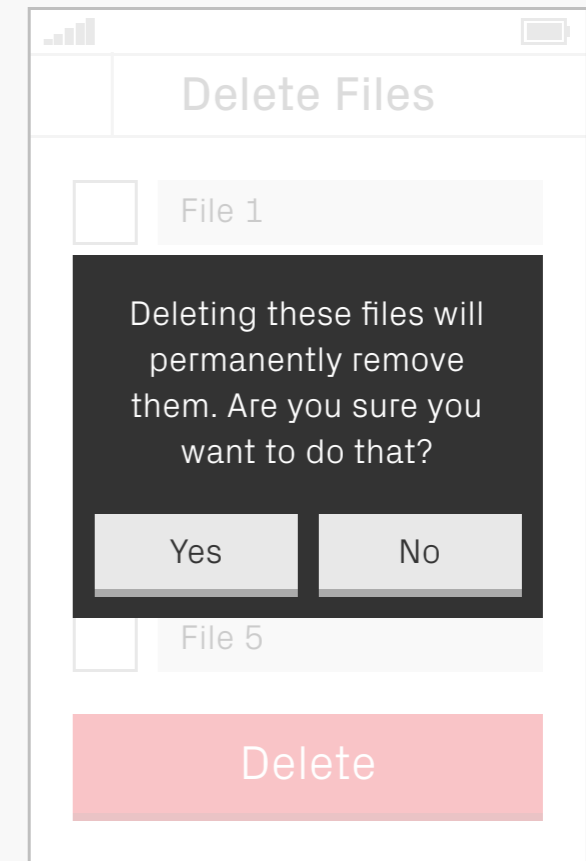 Delete Files
File 1
Deleting these files will
permanently remove
them. Are you sure you
want to do that?
Yes
No
File 5
Delete